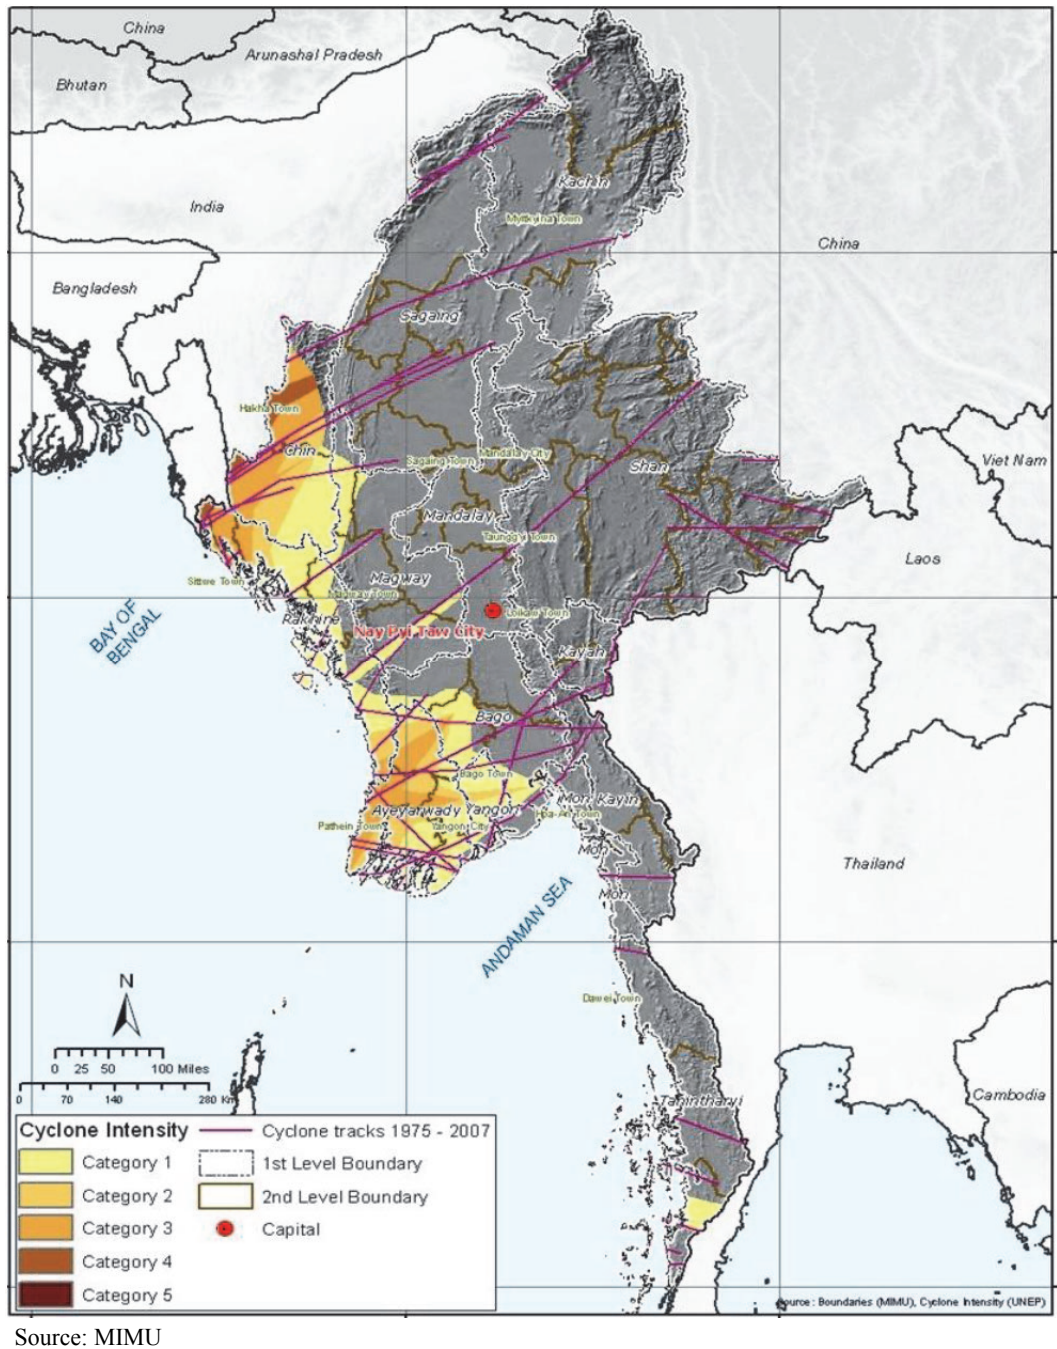 China
Arunashal Pradesh
Bhutan
Kachin
India
Myitkyina Town
China
Bangladesh
Sagaing
Hakha Town
Chin
Sagaing Town
Mandalay City
Shan
Viet Nam
Mandalay
Taunggyi Town
Laos
Sittwe Town
Magway
Magway Town
Loikaw Town
Rakhine
Nay Pyi Taw City
BAY OF
BENGAL
Kayah
Bago
Bago Town
Ayeyarwady
Yangon
Mon
Kayin
Pathein Town
Yangon City
Hpa-An Town
Mon
Thailand
Mon
ANDAMAN SEA
Dawei Town
N
0 25 50 100 Miles
0 70 140 280 Km
Tanintharyi
Cambodia
Cyclone Intensity
Category 1
Category 2
Category 3
Category 4
Category 5
Cyclone tracks 1975 - 2007
1st Level Boundary
2nd Level Boundary
Capital
Source : Boundaries (MIMU), Cyclone Intensity (UNEP)
Source: MIMU